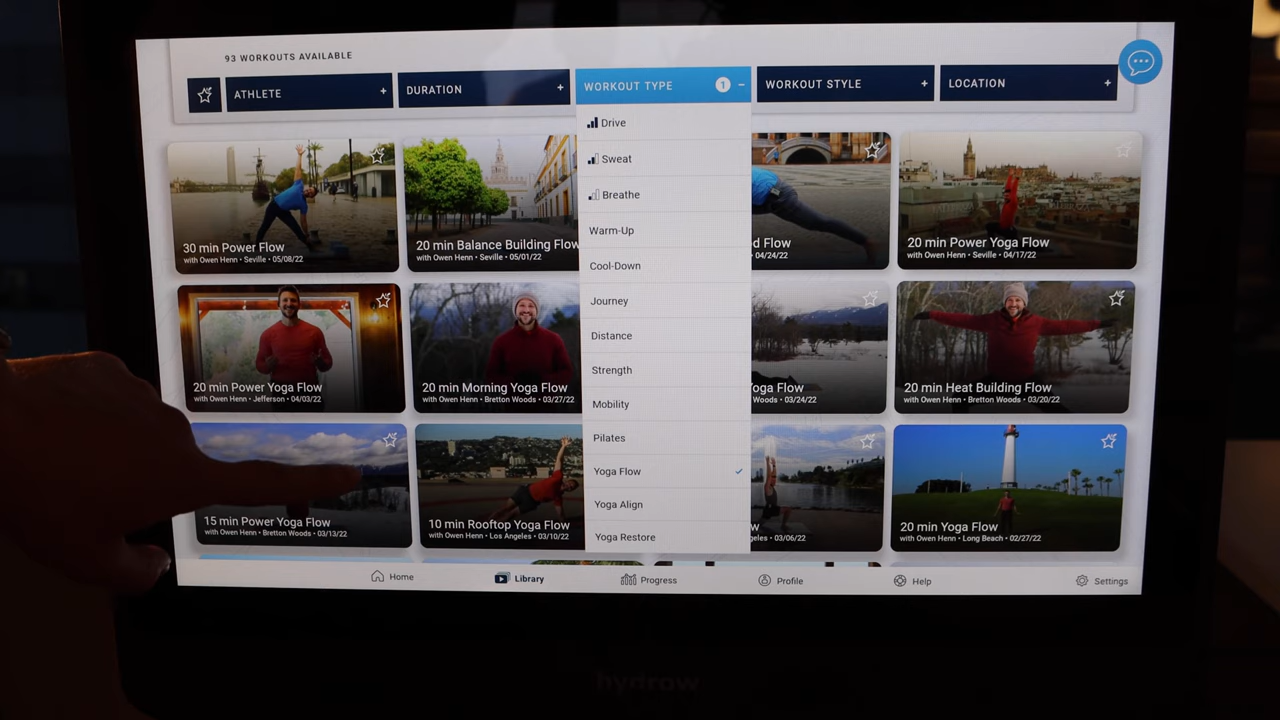 93 WORKOUTS AVAILABLE
ATHLETE +
DURATION +
WORKOUT TYPE 1 −
WORKOUT STYLE +
LOCATION +
Drive
Sweat
Breathe
Warm-Up
Cool-Down
Journey
Distance
Strength
Mobility
Pilates
Yoga Flow
Yoga Align
Yoga Restore
30 min Power Flow
with Owen Henn • Seville • 05/08/22
20 min Balance Building Flow
with Owen Henn • Seville • 05/01/22
d Flow
• 04/24/22
20 min Power Yoga Flow
with Owen Henn • Seville • 04/17/22
20 min Power Yoga Flow
with Owen Henn • Jefferson • 04/03/22
20 min Morning Yoga Flow
with Owen Henn • Bretton Woods • 03/27/22
Yoga Flow
Woods • 03/24/22
20 min Heat Building Flow
with Owen Henn • Bretton Woods • 03/20/22
15 min Power Yoga Flow
with Owen Henn • Bretton Woods • 03/13/22
10 min Rooftop Yoga Flow
with Owen Henn • Los Angeles • 03/10/22
w
geles • 03/06/22
20 min Yoga Flow
with Owen Henn • Long Beach • 02/27/22
Home
Library
Progress
Profile
Help
Settings
hydrow